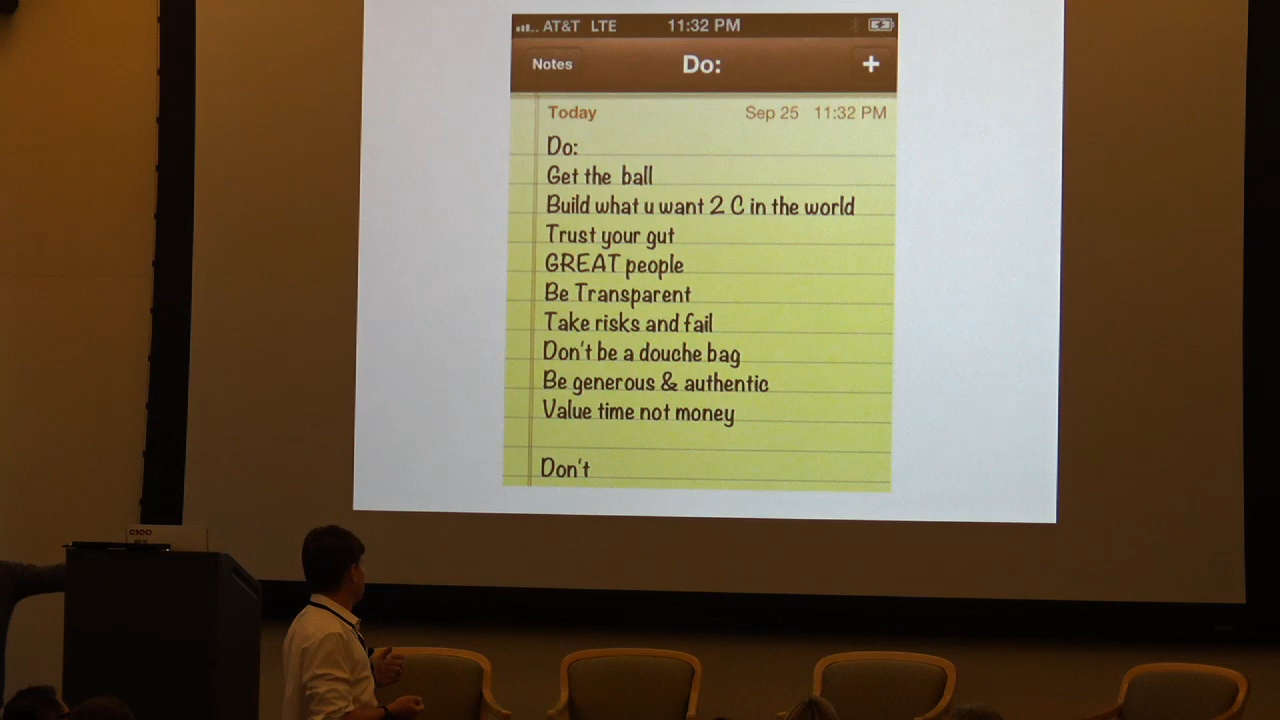 AT&T LTE 11:32 PM
Notes Do: +
Today Sep 25 11:32 PM
Do:
Get the ball
Build what u want 2 C in the world
Trust your gut
GREAT people
Be Transparent
Take risks and fail
Don't be a douche bag
Be generous & authentic
Value time not money
Don't
C100